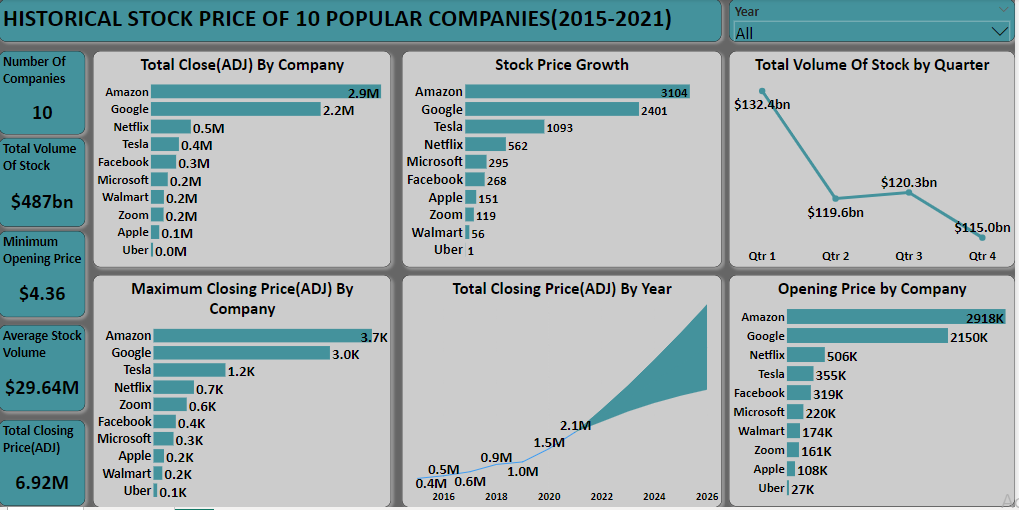 HISTORICAL STOCK PRICE OF 10 POPULAR COMPANIES(2015-2021)
Year
All
Number Of
Companies
10
Total Volume
Of Stock
$487bn
Minimum
Opening Price
$4.36
Average Stock
Volume
$29.64M
Total Closing
Price(ADJ)
6.92M
Total Close(ADJ) By Company
Amazon 2.9M
Google 2.2M
Netflix 0.5M
Tesla 0.4M
Facebook 0.3M
Microsoft 0.2M
Walmart 0.2M
Zoom 0.2M
Apple 0.1M
Uber 0.0M
Stock Price Growth
Amazon 3104
Google 2401
Tesla 1093
Netflix 562
Microsoft 295
Facebook 268
Apple 151
Zoom 119
Walmart 56
Uber 1
Total Volume Of Stock by Quarter
$132.4bn
$120.3bn
$119.6bn
$115.0bn
Qtr 1 Qtr 2 Qtr 3 Qtr 4
Maximum Closing Price(ADJ) By
Company
Amazon 3.7K
Google 3.0K
Tesla 1.2K
Netflix 0.7K
Zoom 0.6K
Facebook 0.4K
Microsoft 0.3K
Apple 0.2K
Walmart 0.2K
Uber 0.1K
Total Closing Price(ADJ) By Year
2.1M
1.5M
0.9M
0.5M 1.0M
0.4M 0.6M
2016 2018 2020 2022 2024 2026
Opening Price by Company
Amazon 2918K
Google 2150K
Netflix 506K
Tesla 355K
Facebook 319K
Microsoft 220K
Walmart 174K
Zoom 161K
Apple 108K
Uber 27K